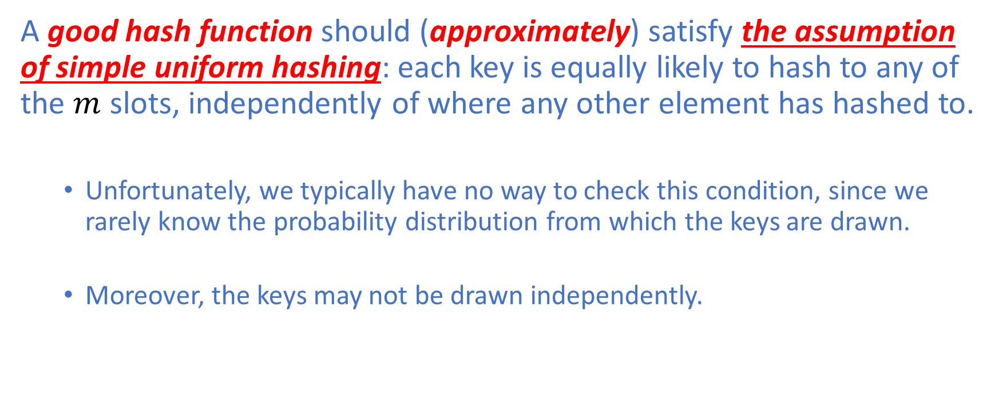 A good hash function should (approximately) satisfy the assumption
of simple uniform hashing: each key is equally likely to hash to any of
the m slots, independently of where any other element has hashed to.
• Unfortunately, we typically have no way to check this condition, since we
rarely know the probability distribution from which the keys are drawn.
• Moreover, the keys may not be drawn independently.